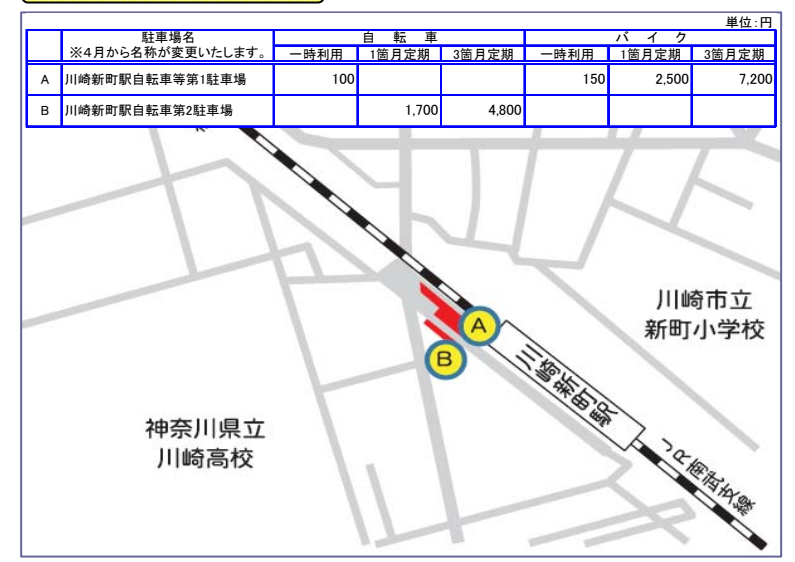 単位:円
駐車場名 自転車 バイク
※4月から名称が変更いたします。 一時利用 1箇月定期 3箇月定期 一時利用 1箇月定期 3箇月定期
A 川崎新町駅自転車等第1駐車場 100 150 2,500 7,200
B 川崎新町駅自転車第2駐車場 1,700 4,800
川崎市立
新町小学校
A
B
川崎
新町駅
神奈川県立
川崎高校
JR南武支線